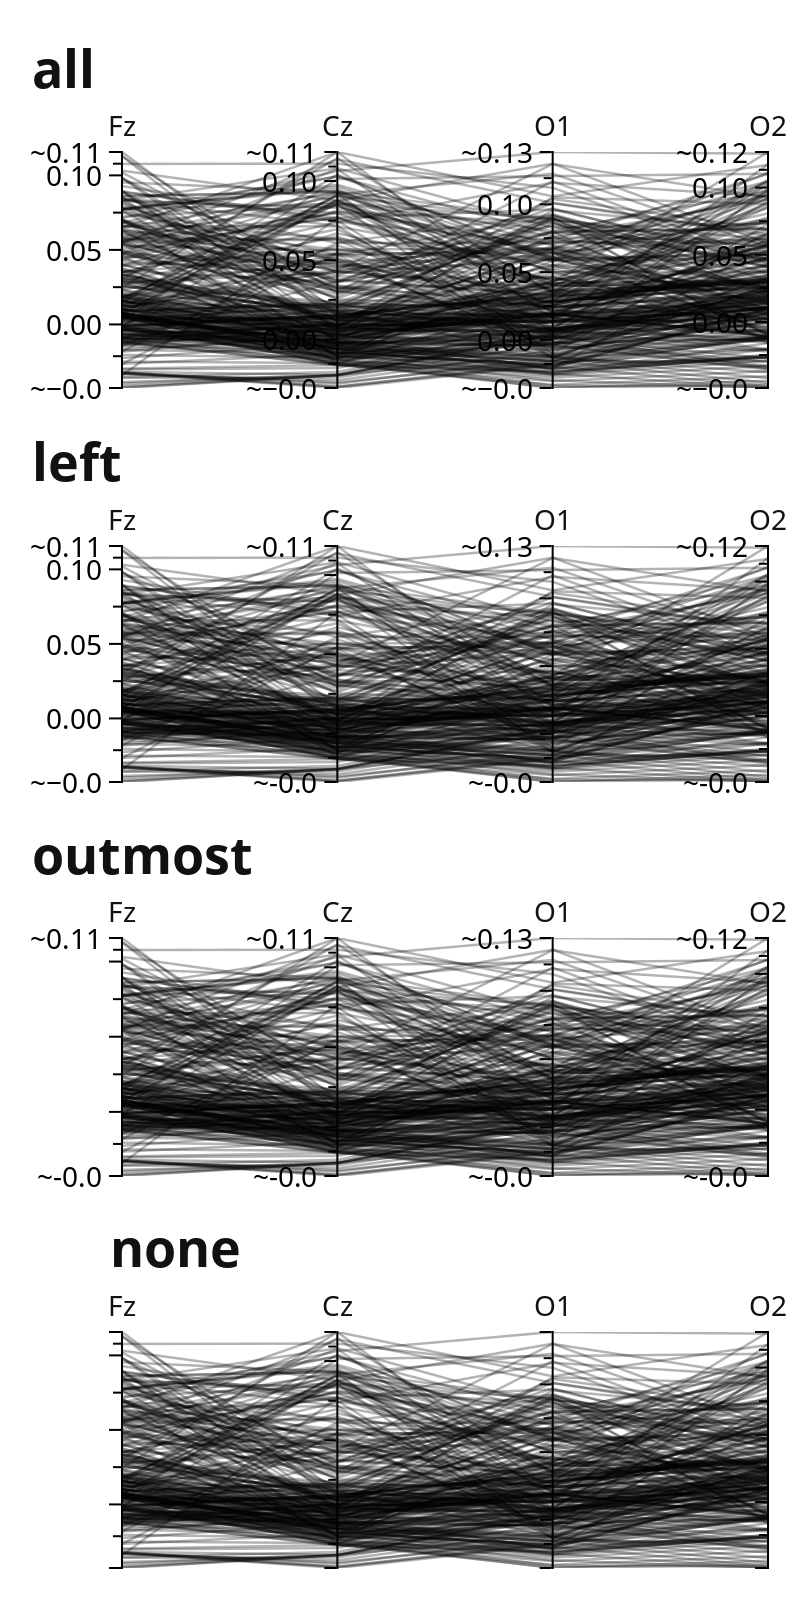 all
Fz Cz O1 O2
~0.11 ~0.11 ~0.13 ~0.12
0.10 0.10 0.10 0.10
0.05 0.05 0.05 0.05
0.00 0.00 0.00 0.00
~−0.0 ~−0.0 ~−0.0 ~−0.0
left
Fz Cz O1 O2
~0.11 ~0.11 ~0.13 ~0.12
0.10
0.05
0.00
~−0.0 ~-0.0 ~-0.0 ~-0.0
outmost
Fz Cz O1 O2
~0.11 ~0.11 ~0.13 ~0.12
~-0.0 ~-0.0 ~-0.0 ~-0.0
none
Fz Cz O1 O2